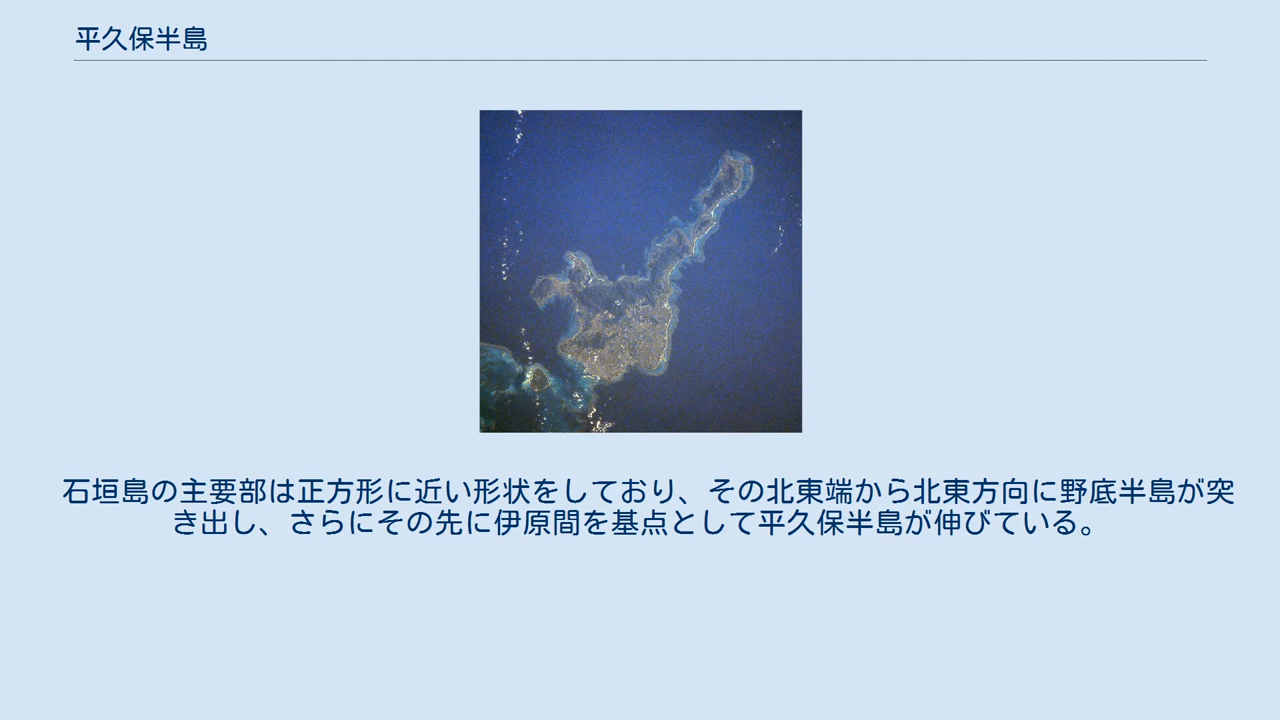 平久保半島
石垣島の主要部は正方形に近い形状をしており、その北東端から北東方向に野底半島が突
き出し、さらにその先に伊原間を基点として平久保半島が伸びている。